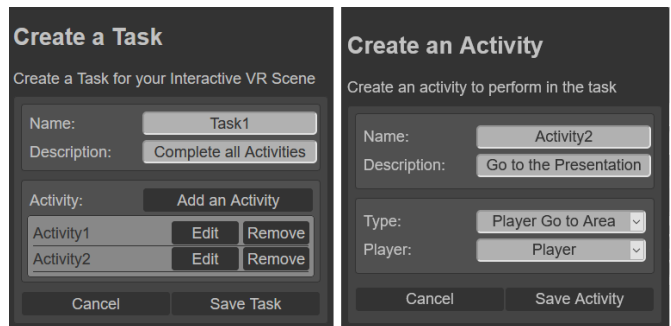 Create a Task
Create a Task for your Interactive VR Scene
Name: Task1
Description: Complete all Activities
Activity: Add an Activity
Activity1 Edit Remove
Activity2 Edit Remove
Cancel Save Task
Create an Activity
Create an activity to perform in the task
Name: Activity2
Description: Go to the Presentation
Type: Player Go to Area
Player: Player
Cancel Save Activity